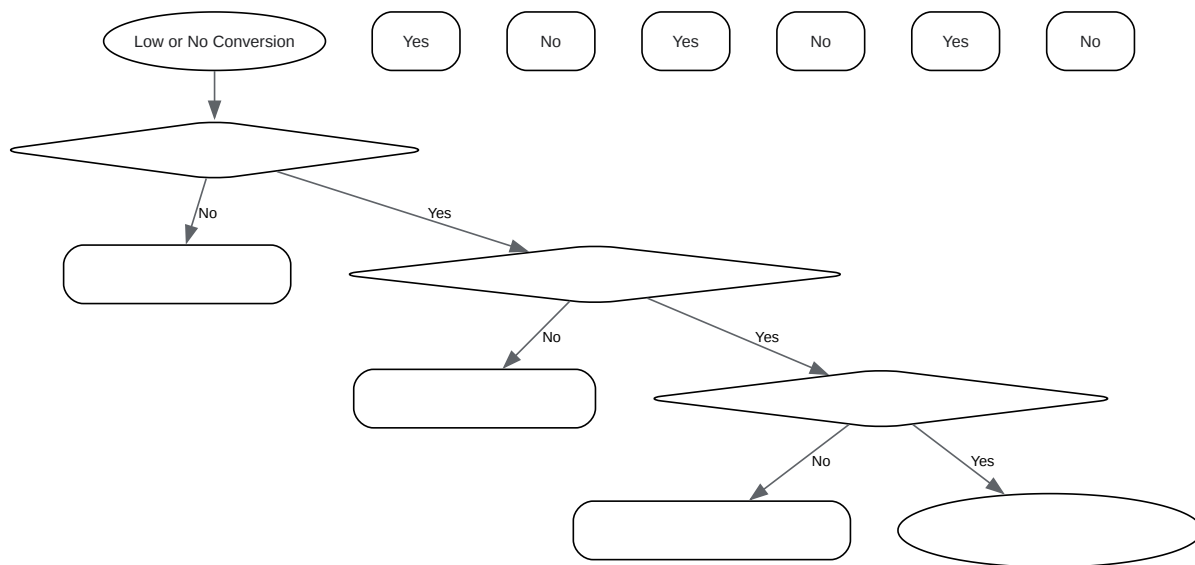 Low or No Conversion
Yes
No
Yes
No
Yes
No
No
Yes
No
Yes
No
Yes